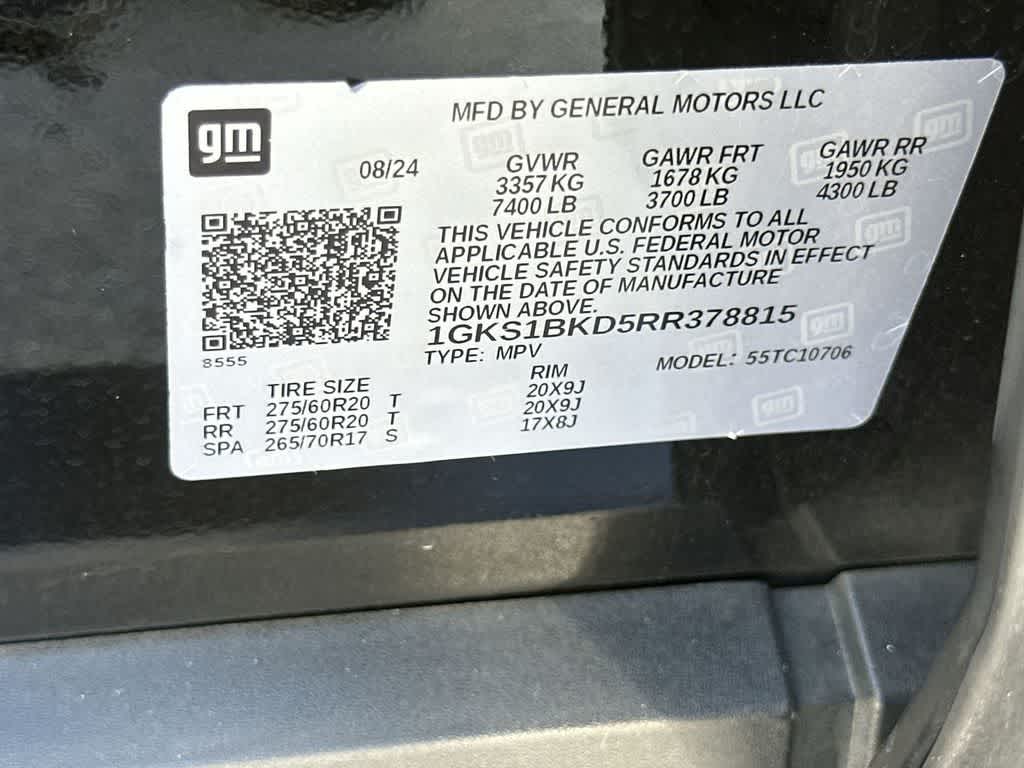 gm
MFD BY GENERAL MOTORS LLC
08/24
GVWR
3357 KG
7400 LB
GAWR FRT
1678 KG
3700 LB
GAWR RR
1950 KG
4300 LB
THIS VEHICLE CONFORMS TO ALL
APPLICABLE U.S. FEDERAL MOTOR
VEHICLE SAFETY STANDARDS IN EFFECT
ON THE DATE OF MANUFACTURE
SHOWN ABOVE.
1GKS1BKD5RR378815
8555
TYPE: MPV
MODEL: 55TC10706
TIRE SIZE RIM
FRT 275/60R20 T 20X9J
RR 275/60R20 T 20X9J
SPA 265/70R17 S 17X8J